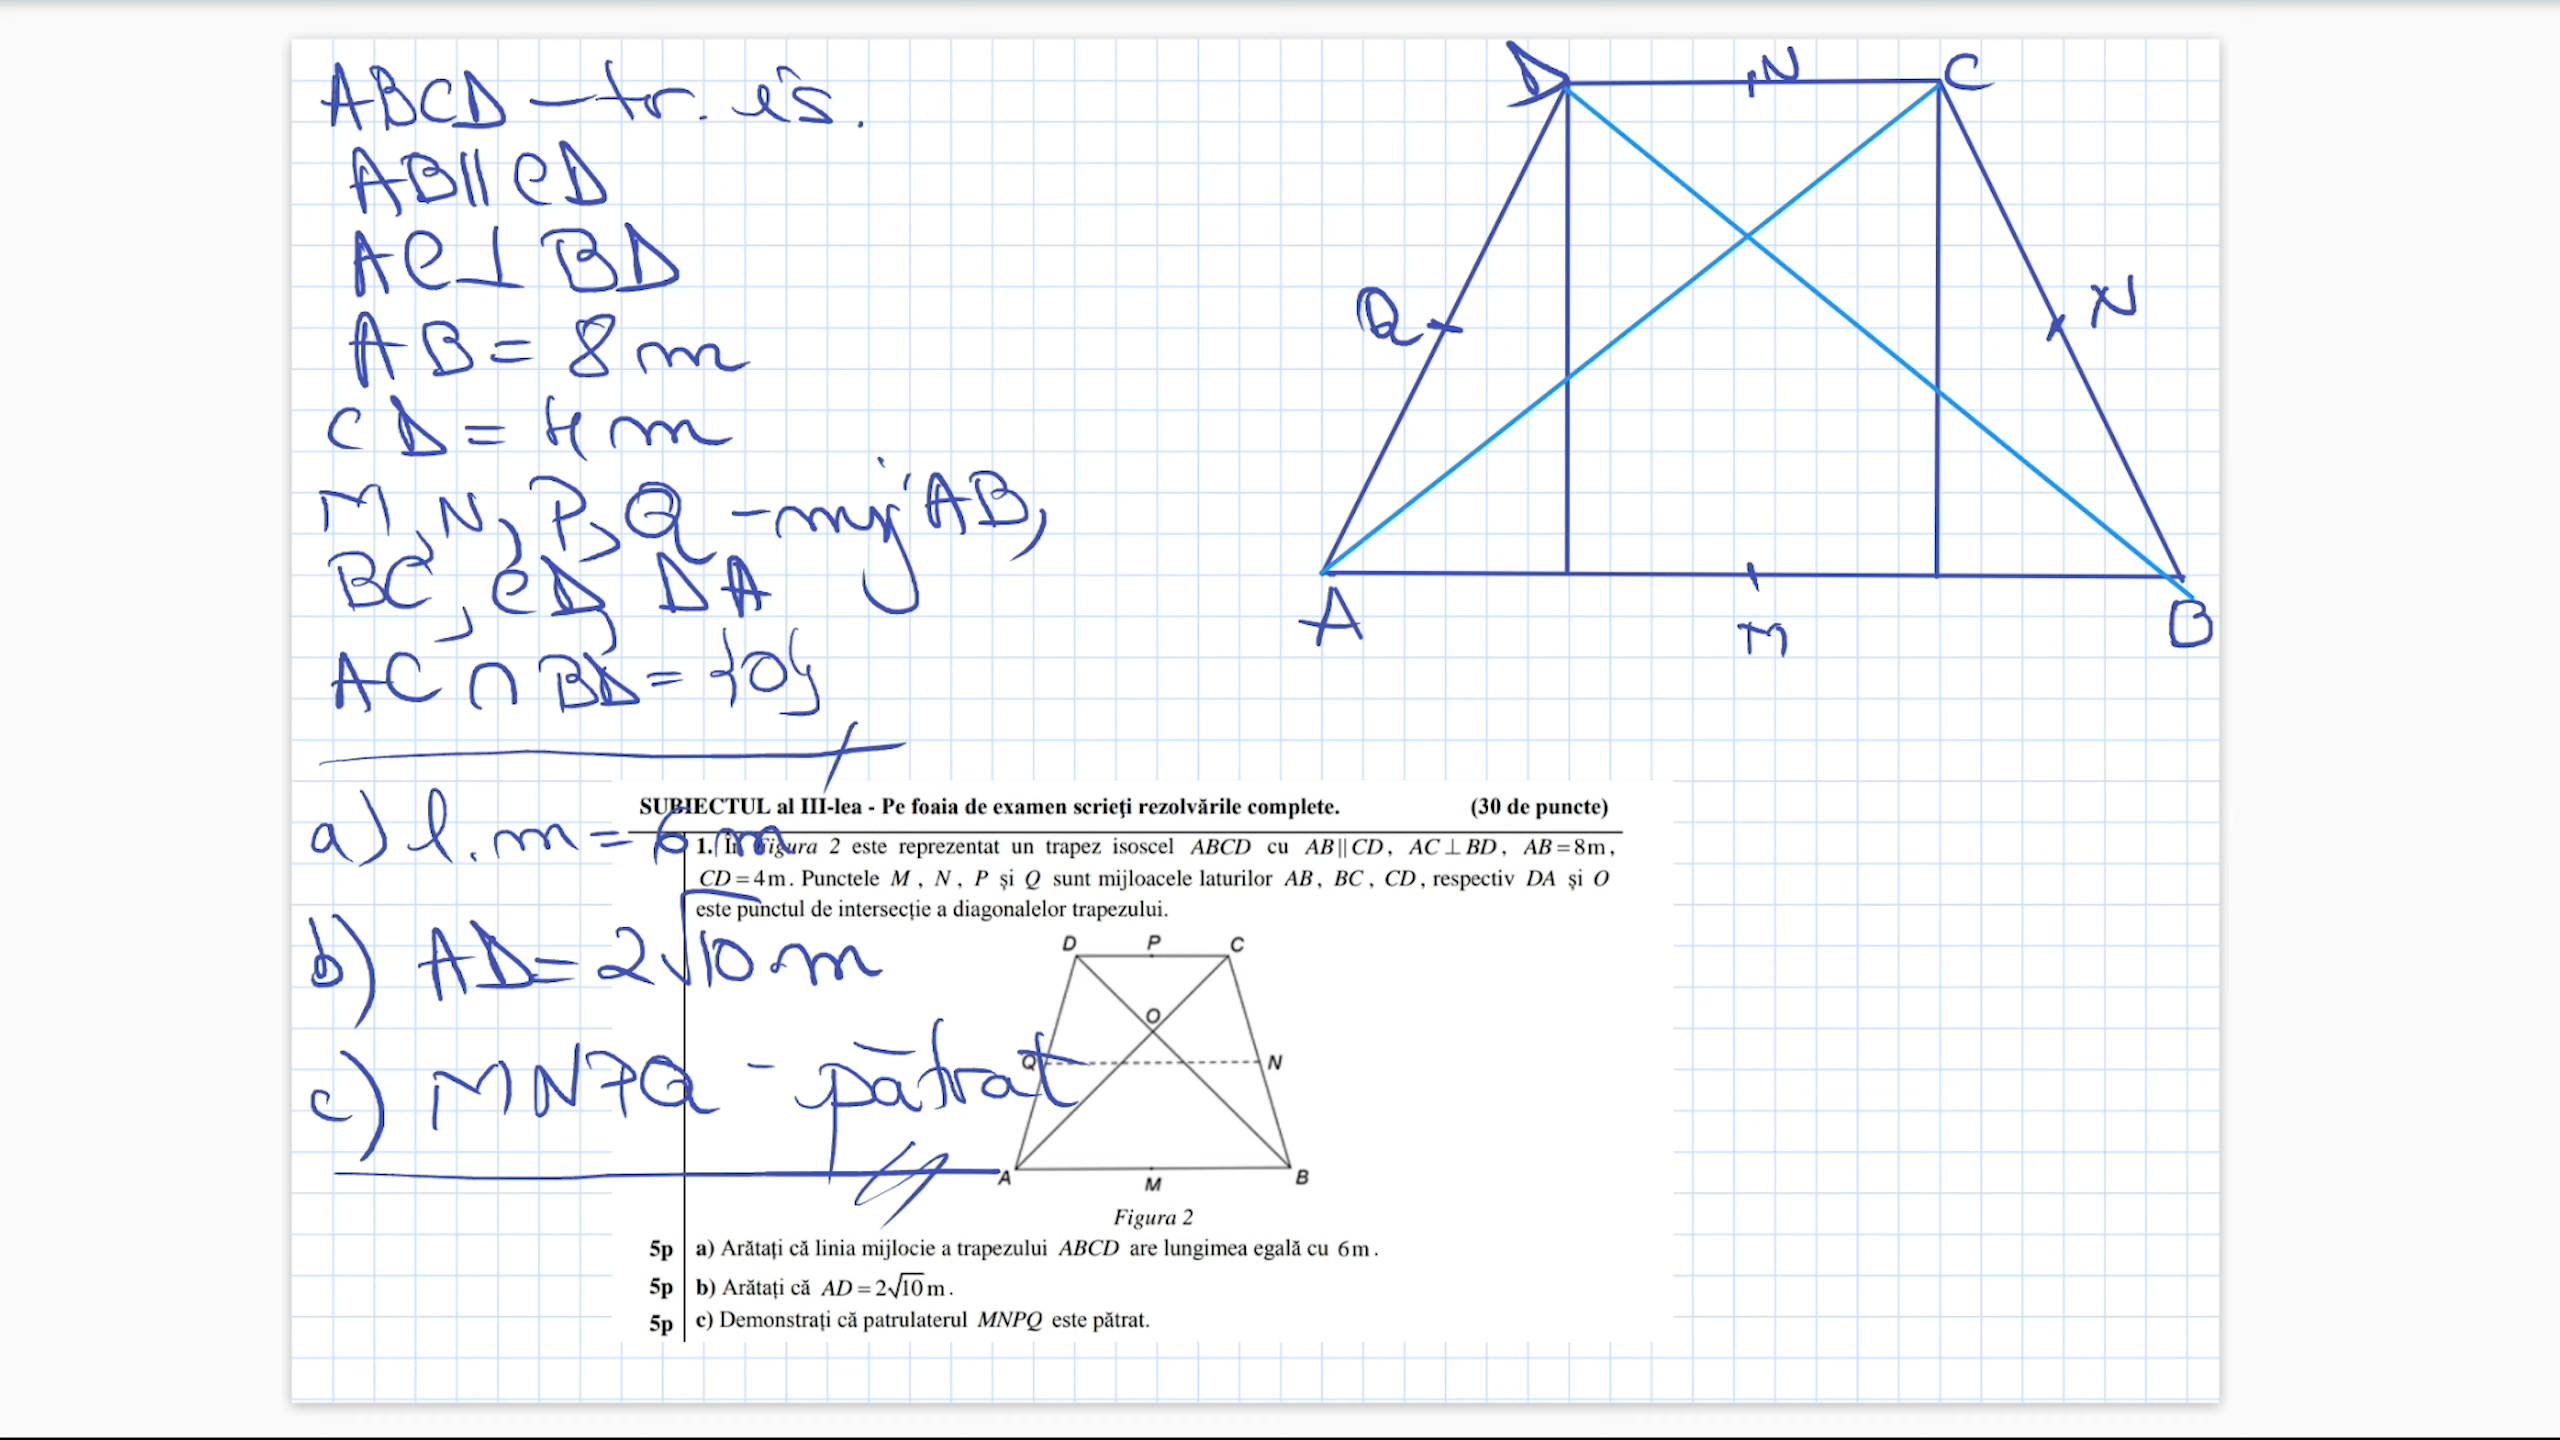 ABCD – tr. is.
AB ∥ CD
AC ⊥ BD
AB = 8 m
CD = 4 m
M, N, P, Q – mij AB,
BC, CD, DA
AC ∩ BD = {O}
a) l. m = 6 m
b) AD = 2√10 m
c) MNPQ – pătrat
D N C
Q N
A M B
SUBIECTUL al III-lea - Pe foaia de examen scrieţi rezolvările complete. (30 de puncte)
1. În Figura 2 este reprezentat un trapez isoscel ABCD cu AB ∥ CD, AC ⊥ BD, AB = 8m,
CD = 4m. Punctele M, N, P şi Q sunt mijloacele laturilor AB, BC, CD, respectiv DA şi O
este punctul de intersecţie a diagonalelor trapezului.
D P C
O
Q N
A M B
Figura 2
5p a) Arătaţi că linia mijlocie a trapezului ABCD are lungimea egală cu 6m.
5p b) Arătaţi că AD = 2√10 m.
5p c) Demonstraţi că patrulaterul MNPQ este pătrat.